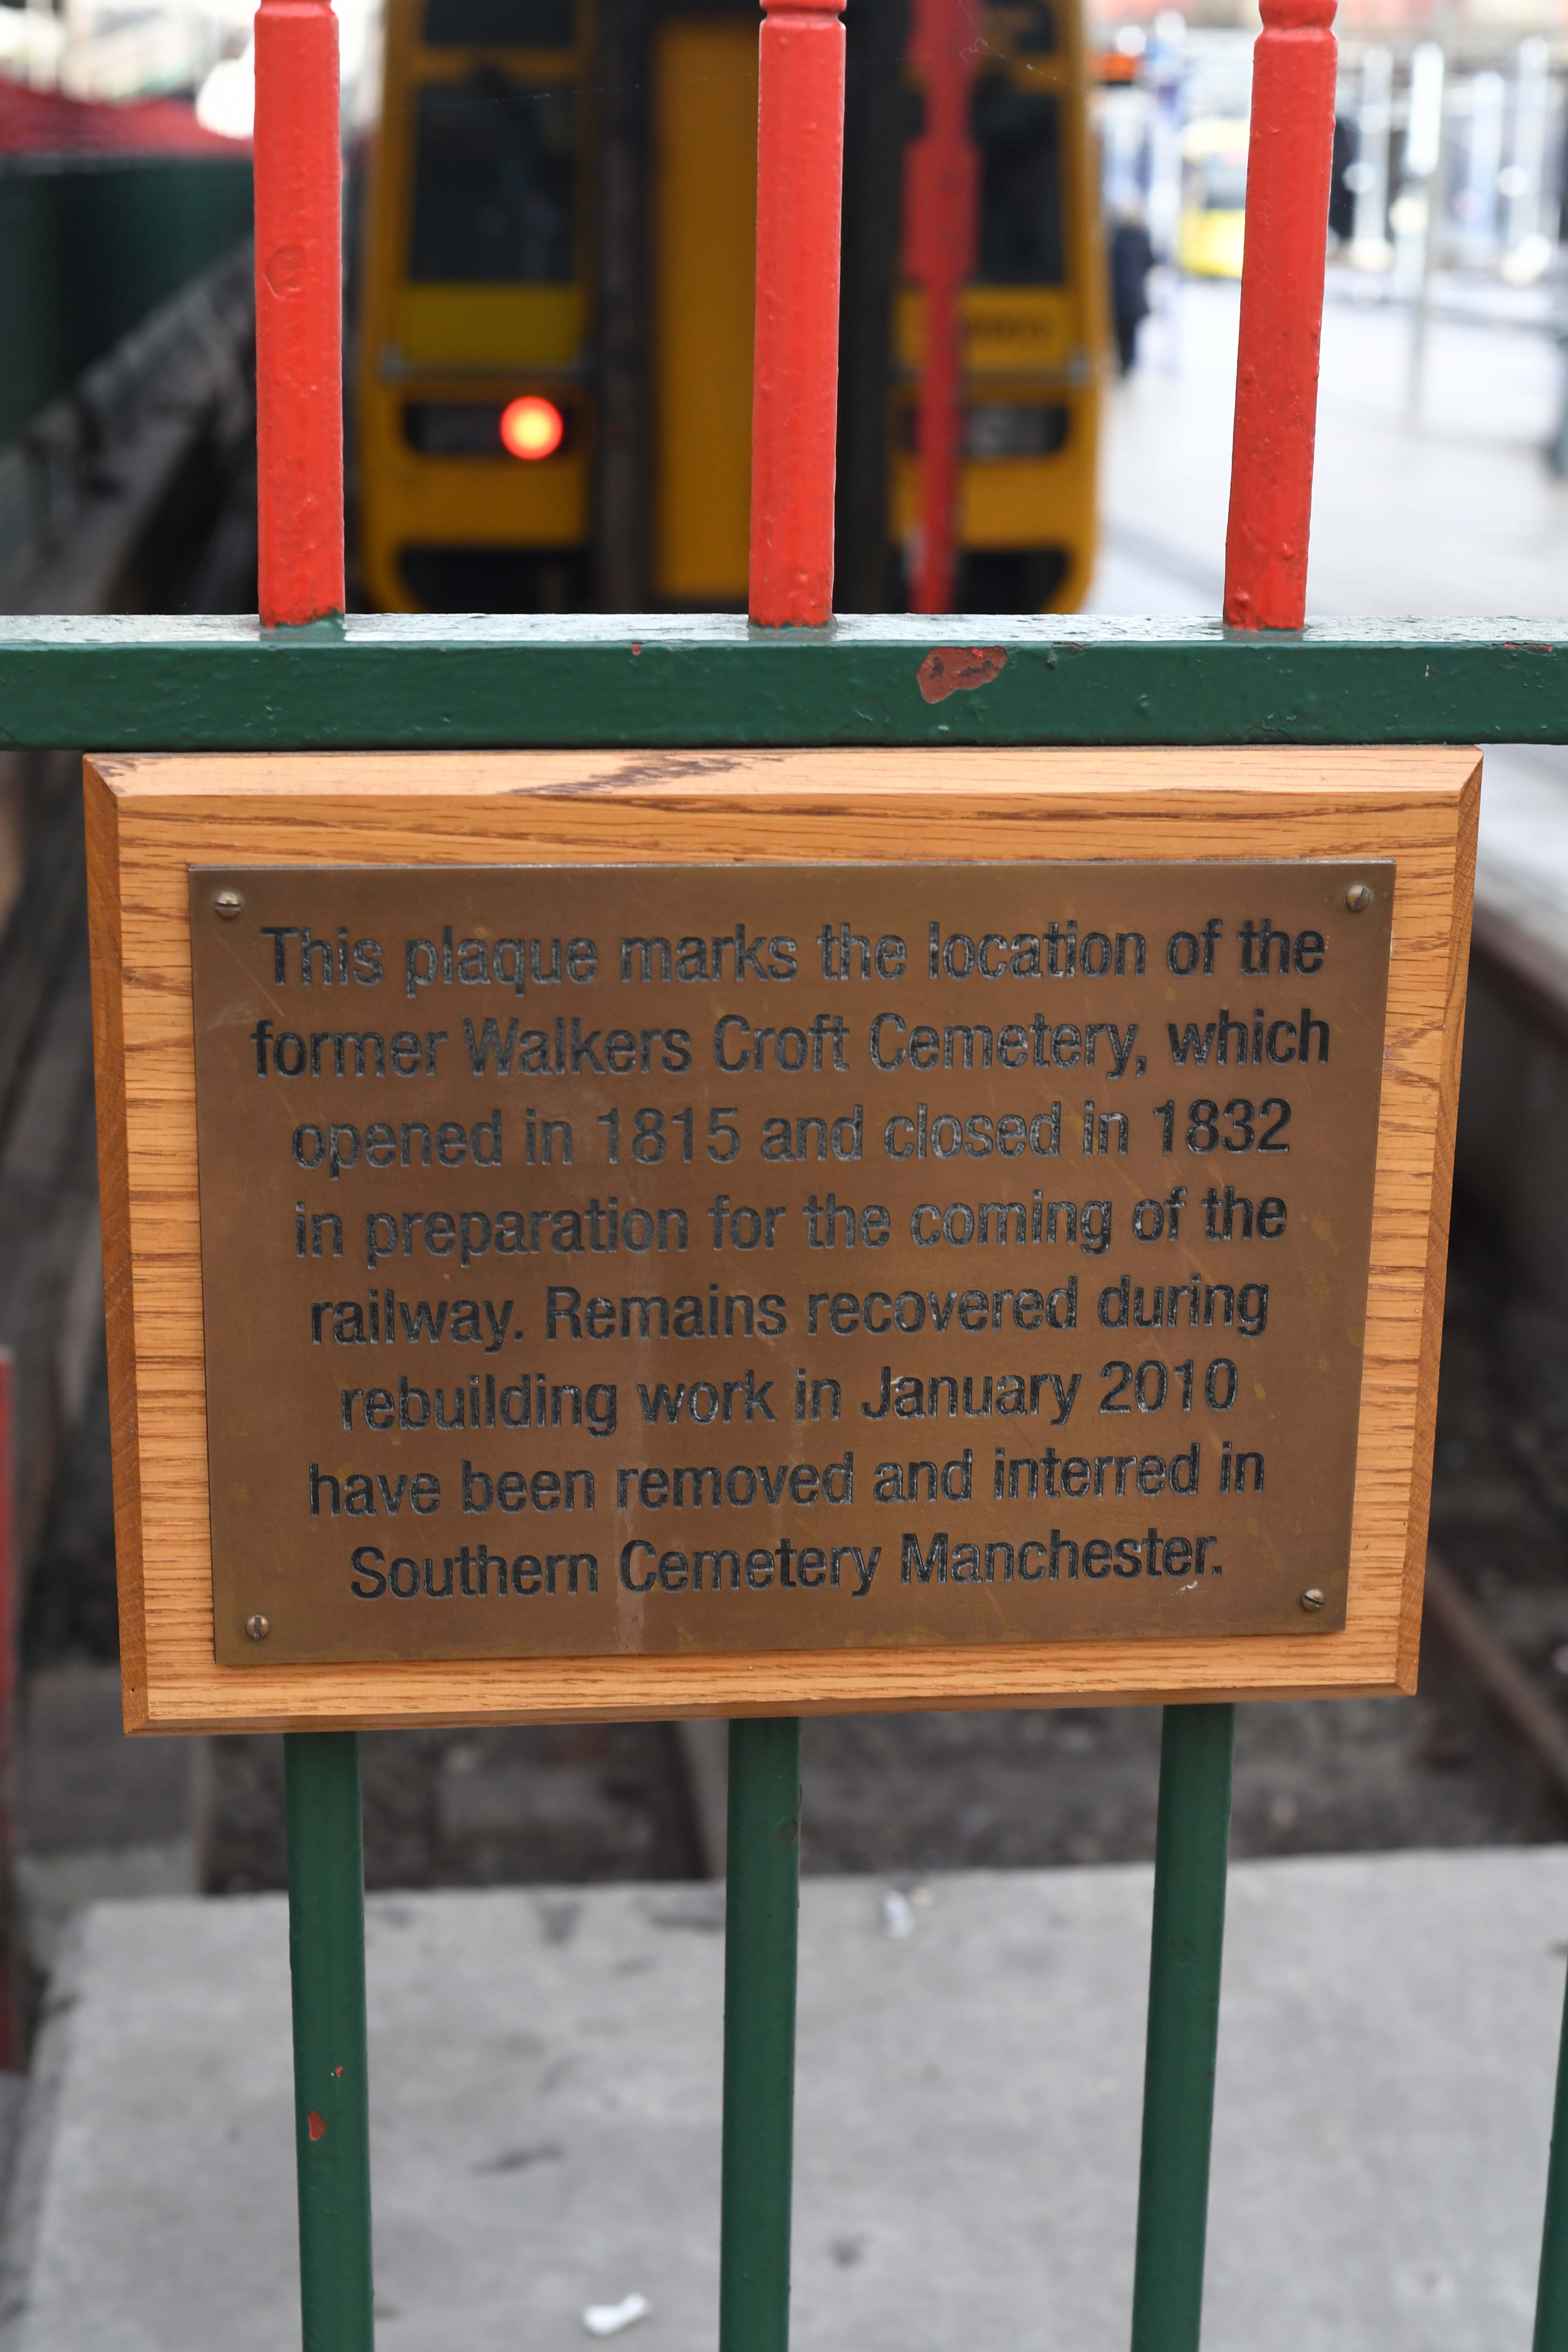 This plaque marks the location of the
former Walkers Croft Cemetery, which
opened in 1815 and closed in 1832
in preparation for the coming of the
railway. Remains recovered during
rebuilding work in January 2010
have been removed and interred in
Southern Cemetery Manchester.